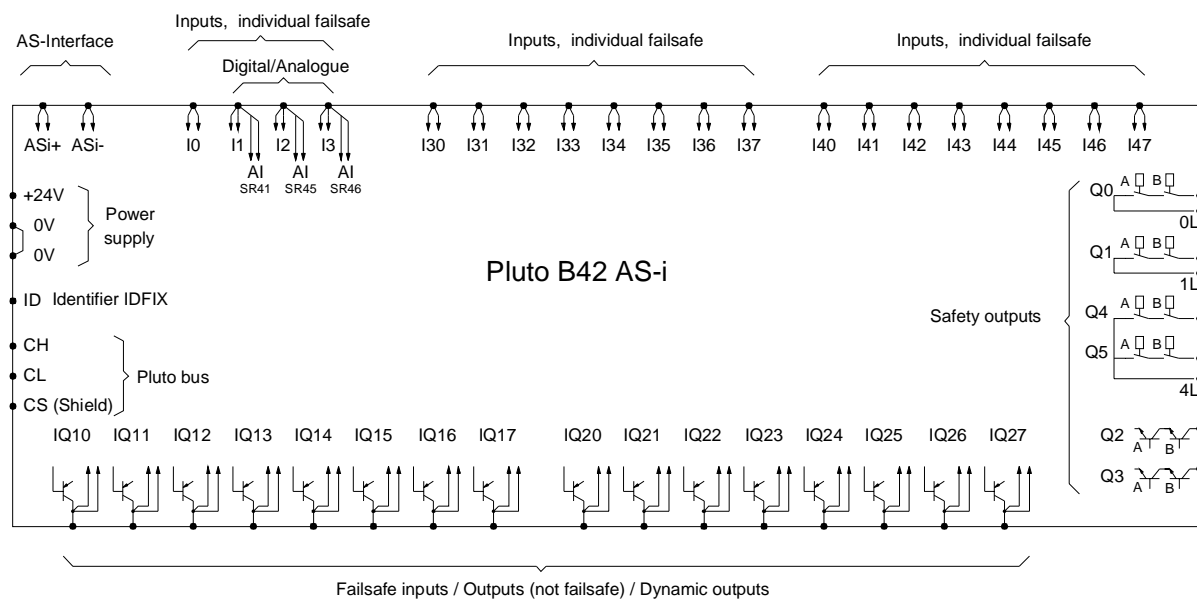 Inputs, individual failsafe
AS-Interface
Inputs, individual failsafe
Inputs, individual failsafe
Digital/Analogue
ASi+ ASi- I0 I1 I2 I3 I30 I31 I32 I33 I34 I35 I36 I37 I40 I41 I42 I43 I44 I45 I46 I47
AI AI AI
SR41 SR45 SR46
+24V
0V
0V
Power
supply
ID Identifier IDFIX
CH
CL
CS (Shield)
Pluto bus
Pluto B42 AS-i
Safety outputs
Q0 A B
0L
Q1 A B
1L
Q4 A B
Q5 A B
4L
Q2 A B
Q3 A B
IQ10 IQ11 IQ12 IQ13 IQ14 IQ15 IQ16 IQ17 IQ20 IQ21 IQ22 IQ23 IQ24 IQ25 IQ26 IQ27
Failsafe inputs / Outputs (not failsafe) / Dynamic outputs